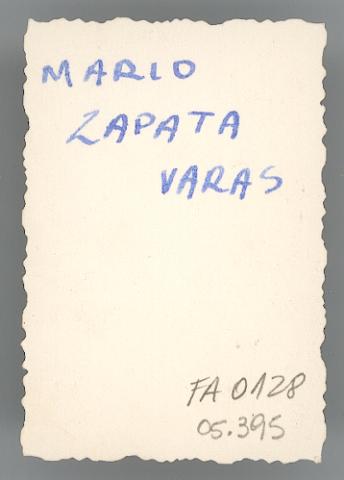 MARIO
ZAPATA
VARAS
FA 0128
05.395